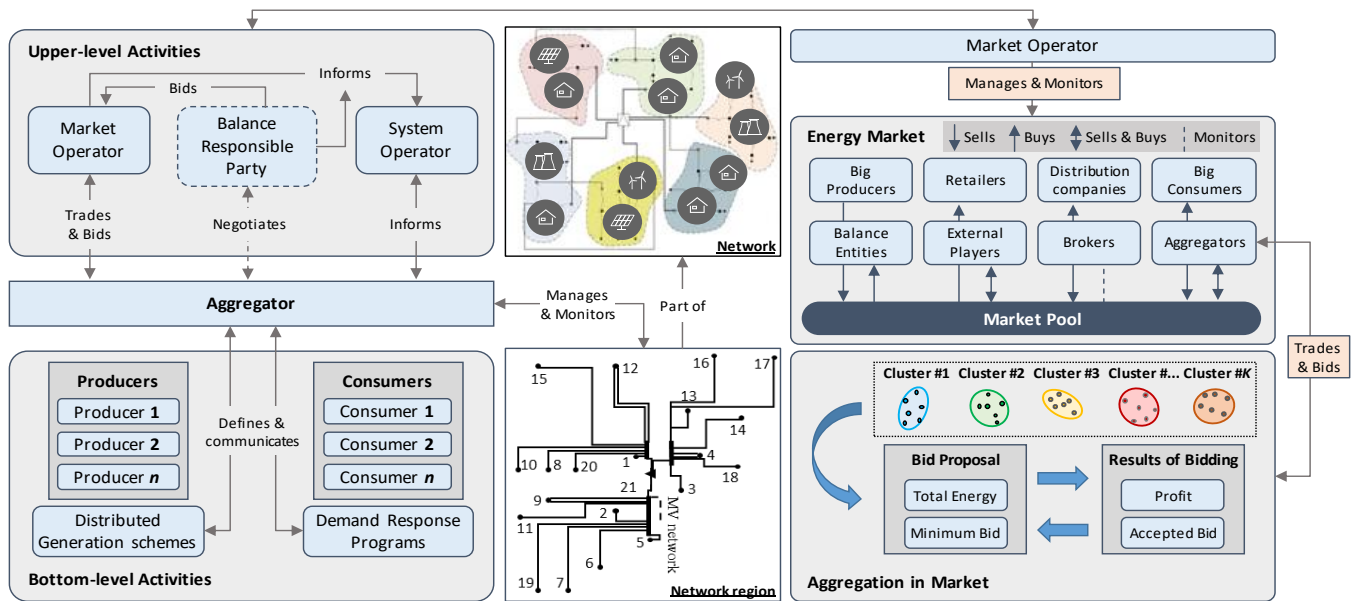 Upper-level Activities
Informs
Bids
Market
Operator
Balance
Responsible
Party
System
Operator
Trades
& Bids
Negotiates
Informs
Aggregator
Manages
& Monitors
Part of
Producers
Producer 1
Producer 2
Producer n
Consumers
Consumer 1
Consumer 2
Consumer n
Defines &
communicates
Distributed
Generation schemes
Demand Response
Programs
Bottom-level Activities
Network
15
12
16
17
13
14
10
8
20
1
4
18
3
21
9
2
11
5
6
19
7
MV network
Network region
Market Operator
Manages & Monitors
Energy Market
Sells
Buys
Sells & Buys
Monitors
Big
Producers
Retailers
Distribution
companies
Big
Consumers
Balance
Entities
External
Players
Brokers
Aggregators
Market Pool
Trades
& Bids
Cluster #1
Cluster #2
Cluster #3
Cluster #...
Cluster #K
Bid Proposal
Total Energy
Minimum Bid
Results of Bidding
Profit
Accepted Bid
Aggregation in Market